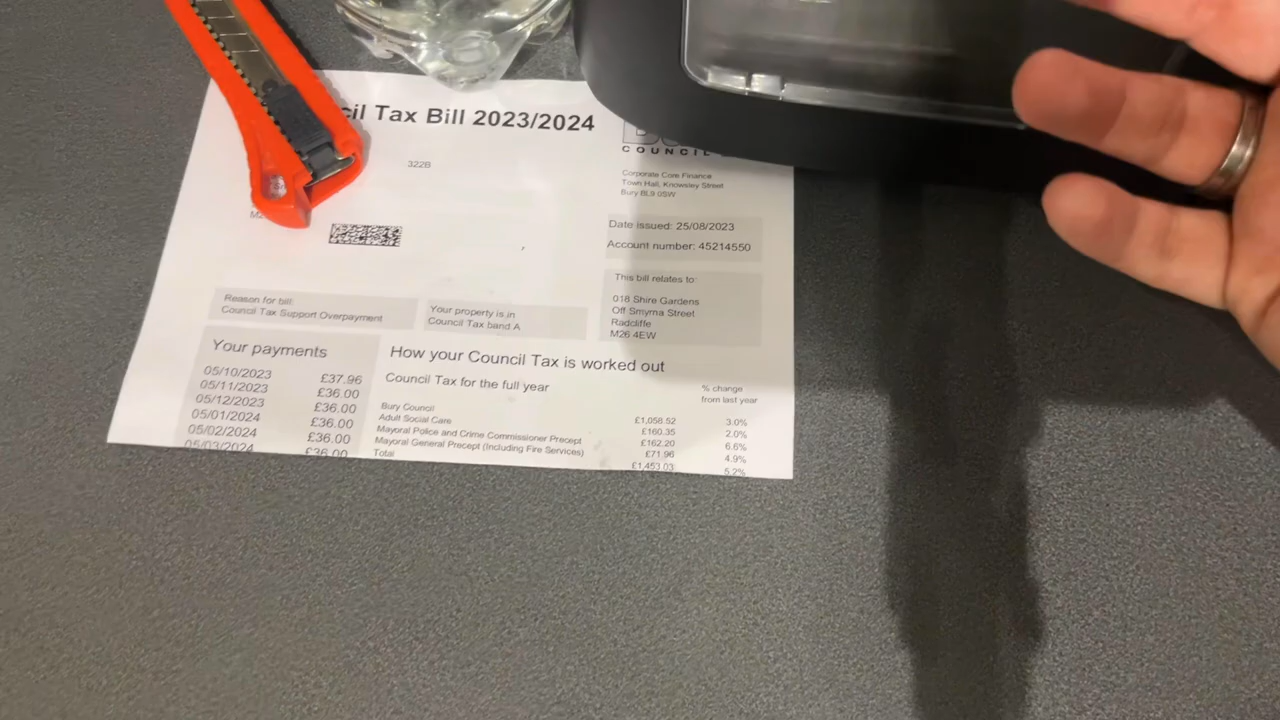 cil Tax Bill 2023/2024
322B
COUNCIL
Corporate Core Finance
Town Hall, Knowsley Street
Bury BL9 0SW
Date issued: 25/08/2023
Account number: 45214550
This bill relates to:
018 Shire Gardens
Off Smyrna Street
Radcliffe
M26 4EW
Reason for bill:
Council Tax Support Overpayment
Your property is in
Council Tax band A
Your payments
05/10/2023 £37.96
05/11/2023 £36.00
05/12/2023 £36.00
05/01/2024 £36.00
05/02/2024 £36.00
05/03/2024 £36.00
How your Council Tax is worked out
Council Tax for the full year
% change
from last year
Bury Council £1,058.52 3.0%
Adult Social Care £160.35 2.0%
Mayoral Police and Crime Commissioner Precept £162.20 6.6%
Mayoral General Precept (Including Fire Services) £71.96 4.9%
Total £1,453.03 5.2%